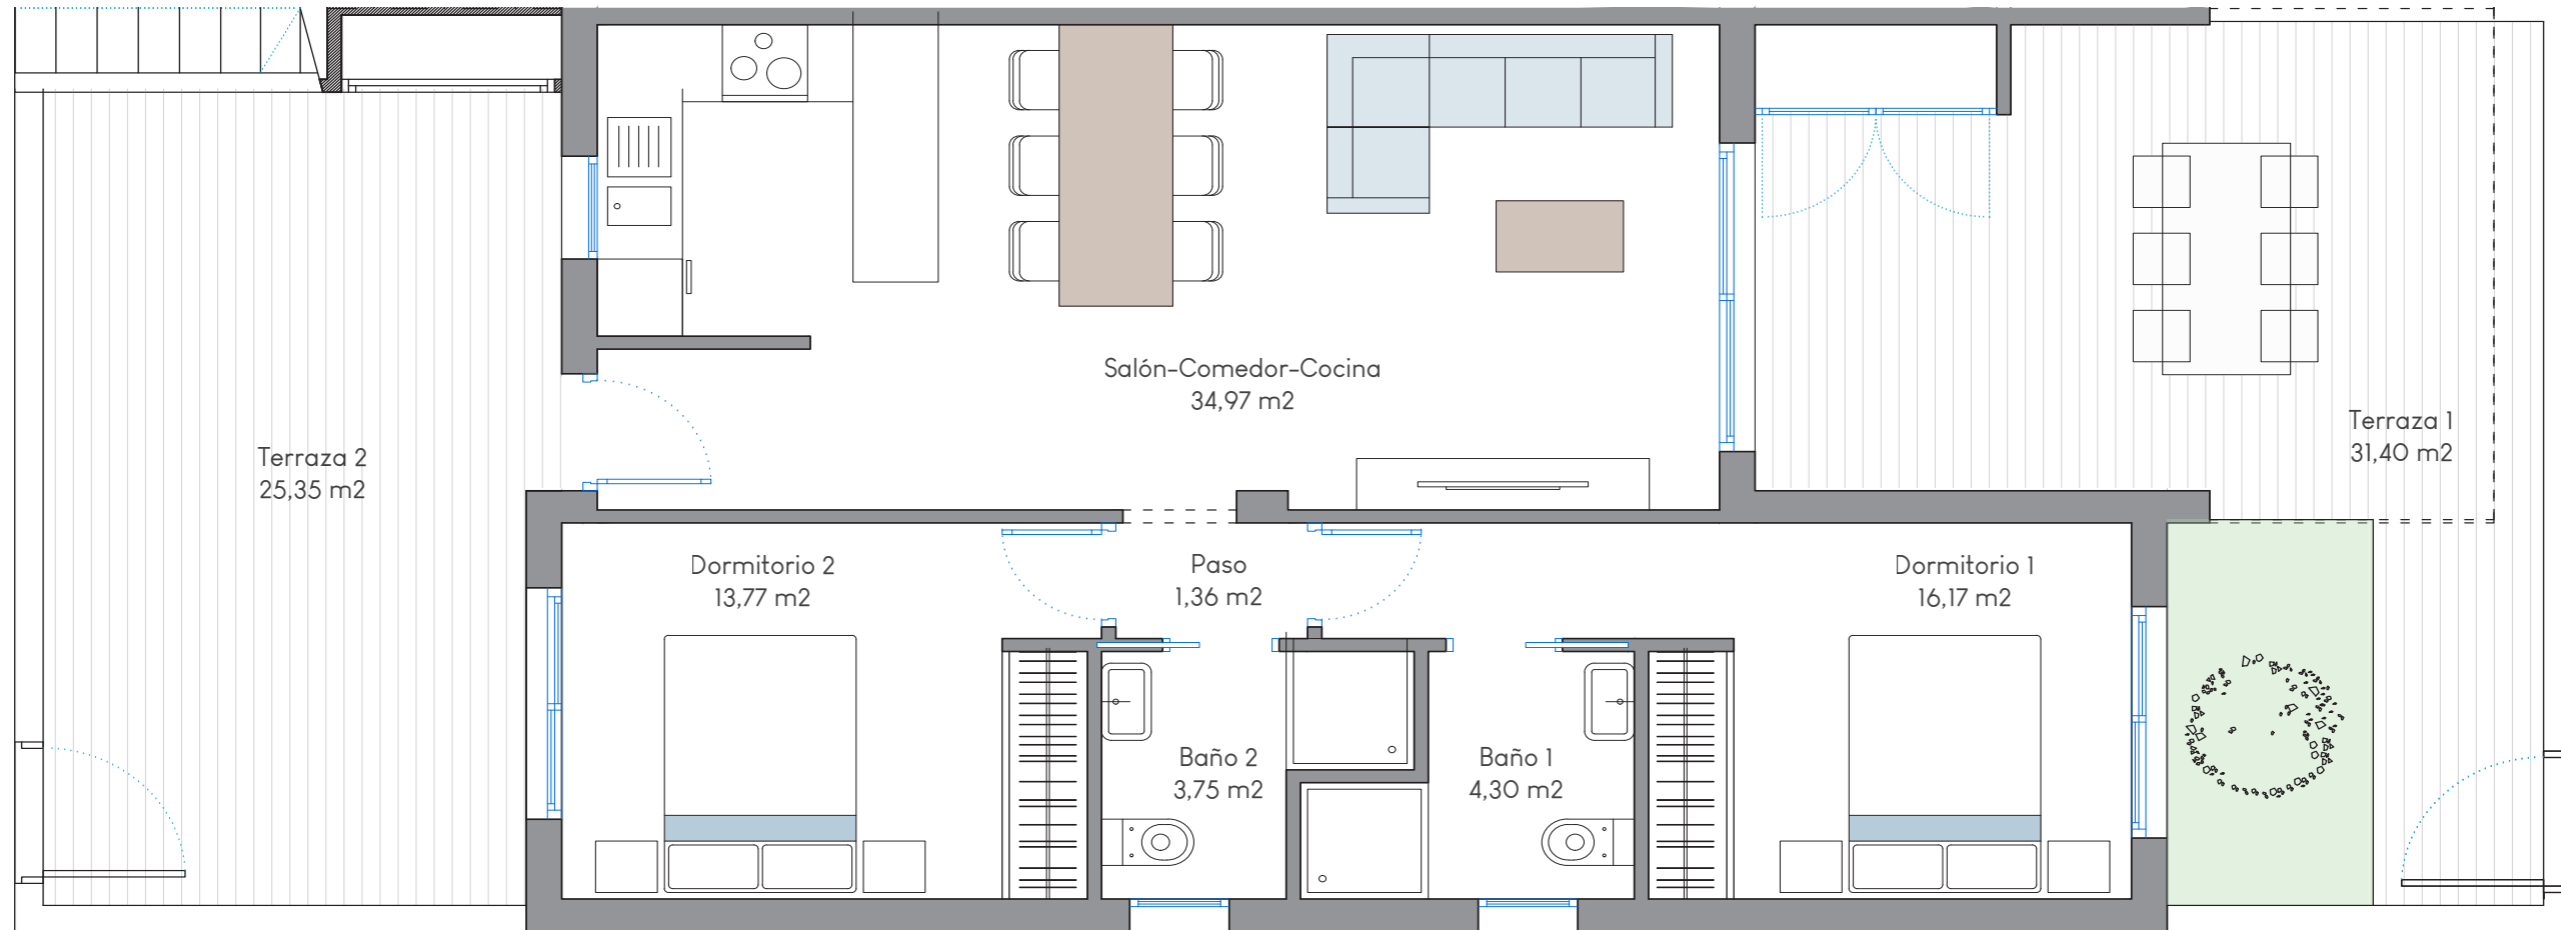 Salón-Comedor-Cocina
34,97 m2
Terraza 1
31,40 m2
Terraza 2
25,35 m2
Dormitorio 2
13,77 m2
Paso
1,36 m2
Dormitorio 1
16,17 m2
Baño 2
3,75 m2
Baño 1
4,30 m2